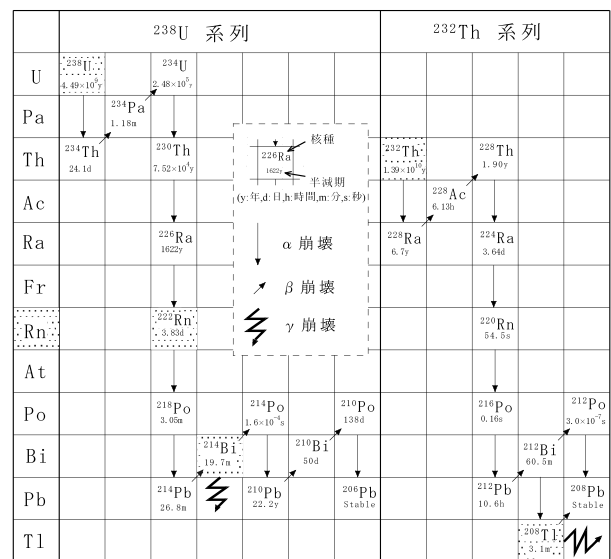 ²³⁸U 系列 ²³²Th 系列
U ²³⁸U ²³⁴U
4.49×10⁹y 2.48×10⁵y
Pa ²³⁴Pa
1.18m
Th ²³⁴Th ²³⁰Th ²³²Th ²²⁸Th
24.1d 7.52×10⁴y 1.39×10¹⁰y 1.90y
核種
²²⁶Ra
1622y
半減期
(y:年,d:日,h:時間,m:分,s:秒)
Ac ²²⁸Ac
6.13h
Ra ²²⁶Ra ²²⁸Ra ²²⁴Ra
1622y 6.7y 3.64d
α 崩壊
Fr
β 崩壊
Rn ²²²Rn ²²⁰Rn
3.83d 54.5s
γ 崩壊
At
Po ²¹⁸Po ²¹⁴Po ²¹⁰Po ²¹⁶Po ²¹²Po
3.05m 1.6×10⁻⁴s 138d 0.16s 3.0×10⁻⁷s
Bi ²¹⁴Bi ²¹⁰Bi ²¹²Bi
19.7m 50d 60.5m
Pb ²¹⁴Pb ²¹⁰Pb ²⁰⁶Pb ²¹²Pb ²⁰⁸Pb
26.8m 22.2y Stable 10.6h Stable
Tl ²⁰⁸Tl
3.1m